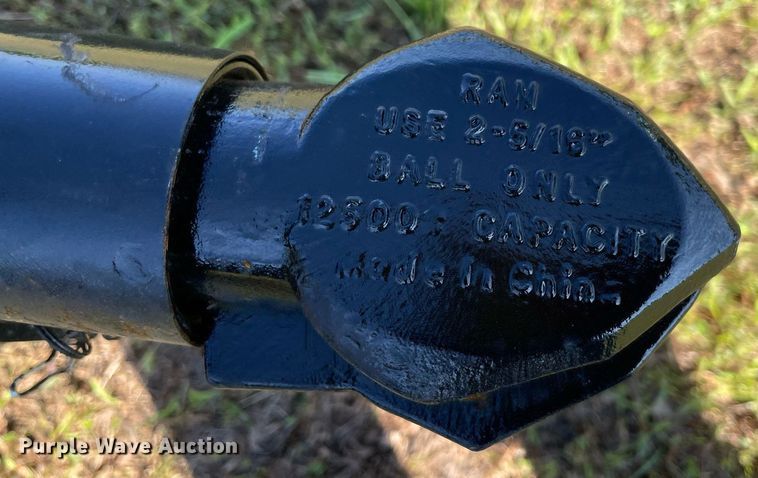 RAM
USE 2-5/16"
BALL ONLY
12500# CAPACITY
Made In China
Purple Wave Auction